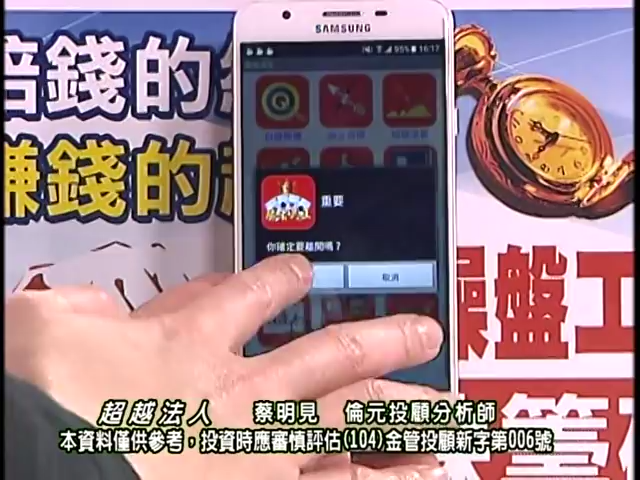 SAMSUNG
95% 16:17
賠錢的
賺錢的
重要
你確定要離開嗎？
取消
操盤工
超越法人 蔡明見 倫元投顧分析師
本資料僅供參考，投資時應審慎評估(104)金管投顧新字第006號